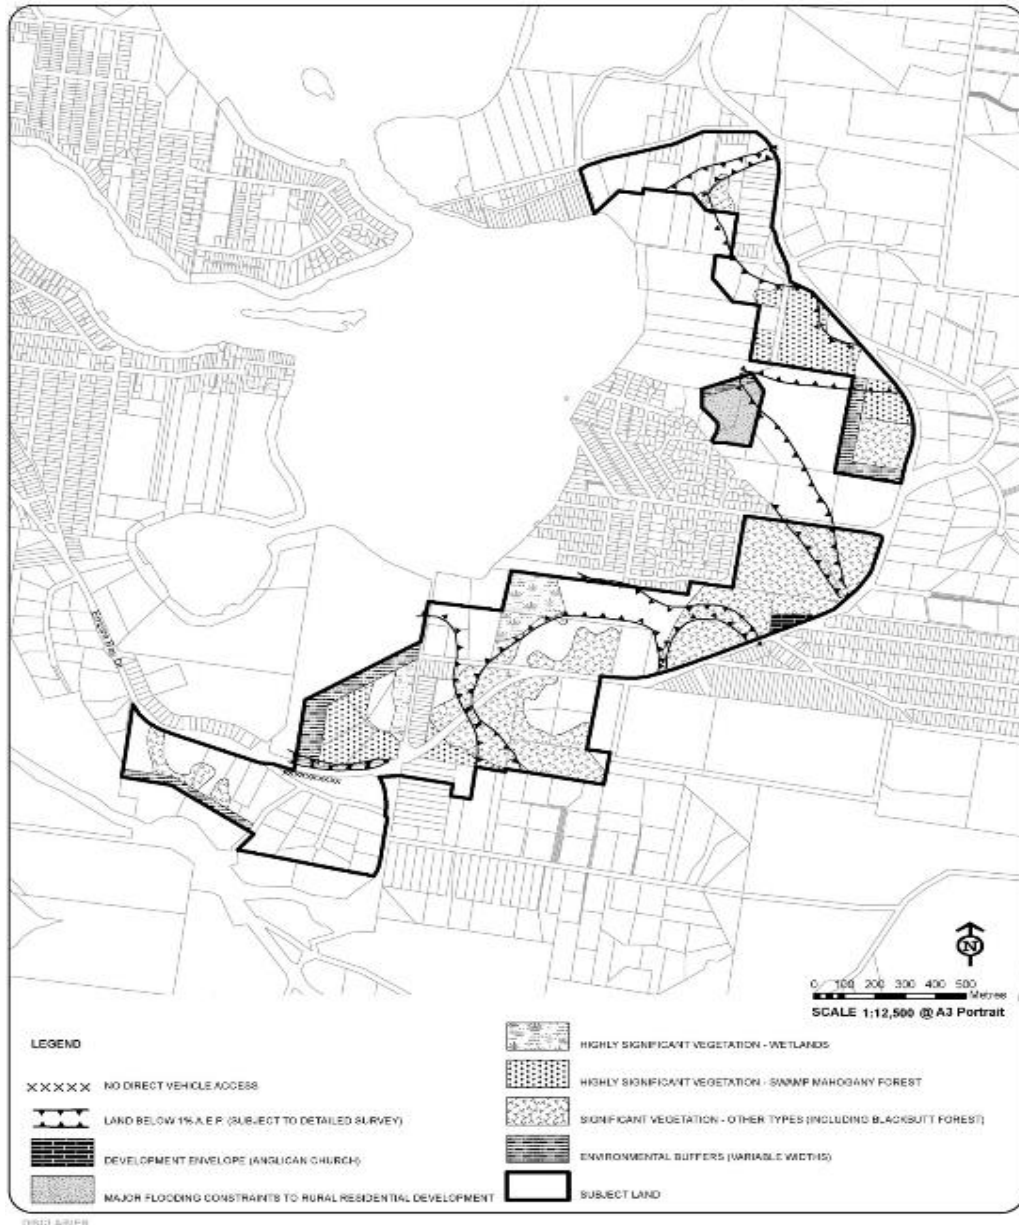 N
0 100 200 300 400 500
Metres
SCALE 1:12,500 @ A3 Portrait
LEGEND
XXXXX NO DIRECT VEHICLE ACCESS
LAND BELOW 1% A.E.P. (SUBJECT TO DETAILED SURVEY)
DEVELOPMENT ENVELOPE (ANGLICAN CHURCH)
MAJOR FLOODING CONSTRAINTS TO RURAL RESIDENTIAL DEVELOPMENT
HIGHLY SIGNIFICANT VEGETATION - WETLANDS
HIGHLY SIGNIFICANT VEGETATION - SWAMP MAHOGANY FOREST
SIGNIFICANT VEGETATION - OTHER TYPES (INCLUDING BLACKBUTT FOREST)
ENVIRONMENTAL BUFFERS (VARIABLE WIDTHS)
SUBJECT LAND